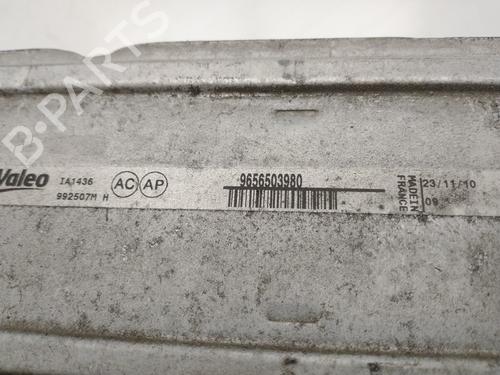 B-PARTS
Valeo
IA1436
992507M H
AC AP
9656503980
MADE IN
FRANCE
23/11/10
09